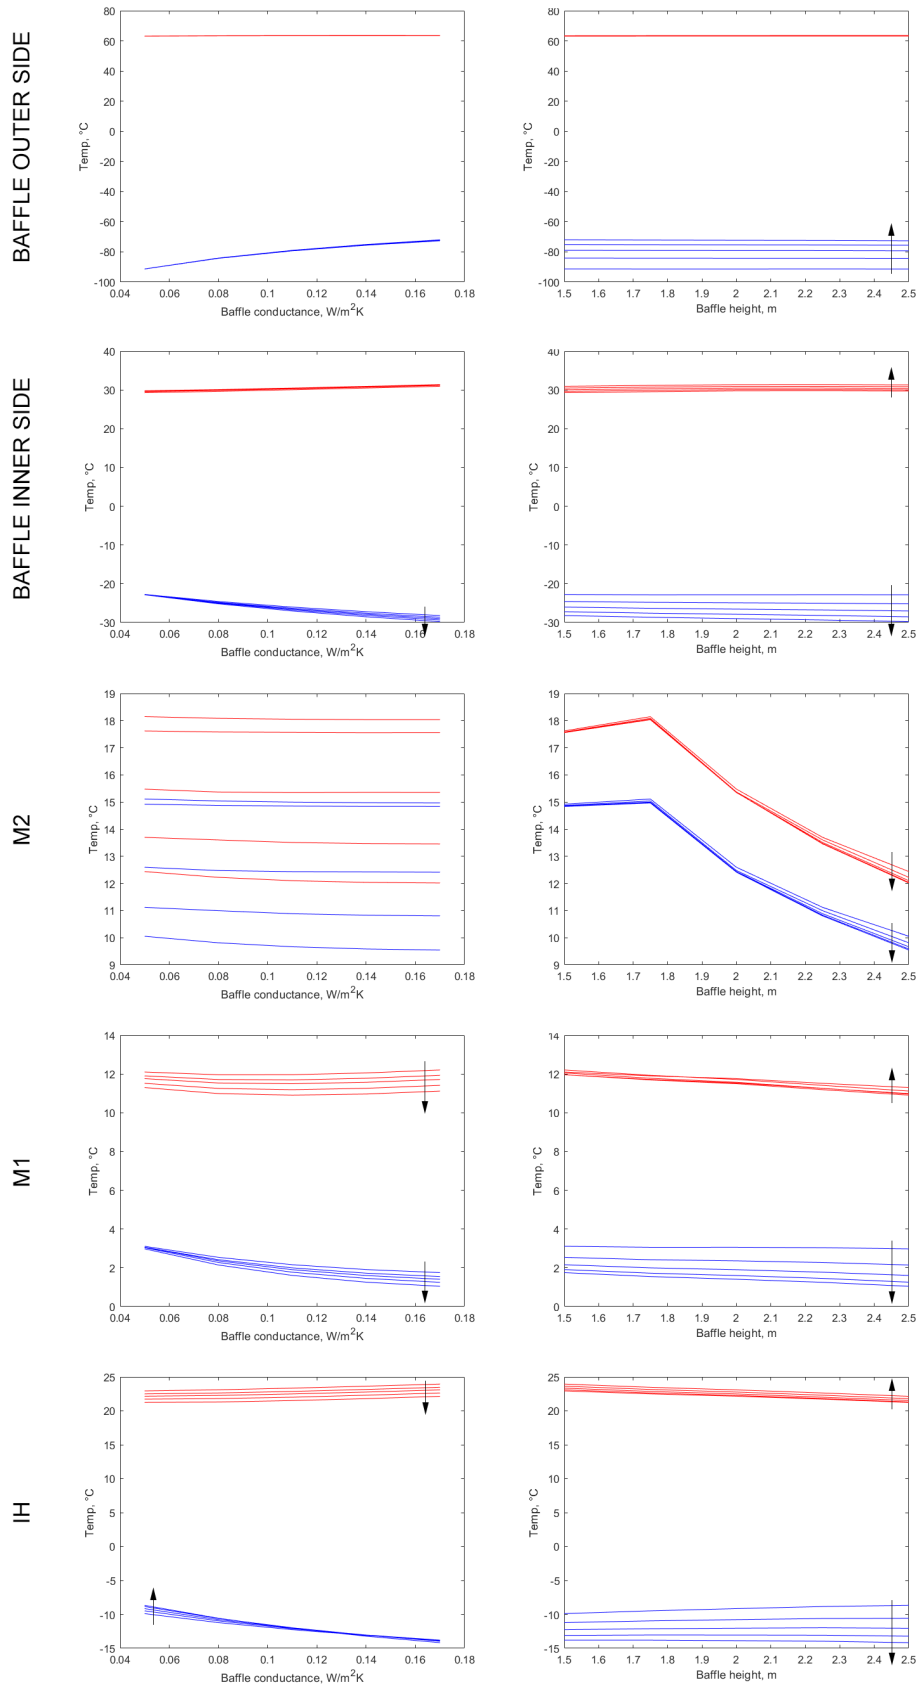 BAFFLE OUTER SIDE
80
60
40
20
0
-20
-40
-60
-80
-100
Temp, °C
0.04 0.06 0.08 0.1 0.12 0.14 0.16 0.18
Baffle conductance, W/m2K
80
60
40
20
0
-20
-40
-60
-80
-100
Temp, °C
1.5 1.6 1.7 1.8 1.9 2 2.1 2.2 2.3 2.4 2.5
Baffle height, m
BAFFLE INNER SIDE
40
30
20
10
0
-10
-20
-30
Temp, °C
0.04 0.06 0.08 0.1 0.12 0.14 0.16 0.18
Baffle conductance, W/m2K
40
30
20
10
0
-10
-20
-30
Temp, °C
1.5 1.6 1.7 1.8 1.9 2 2.1 2.2 2.3 2.4 2.5
Baffle height, m
M2
19
18
17
16
15
14
13
12
11
10
9
Temp, °C
0.04 0.06 0.08 0.1 0.12 0.14 0.16 0.18
Baffle conductance, W/m2K
19
18
17
16
15
14
13
12
11
10
9
Temp, °C
1.5 1.6 1.7 1.8 1.9 2 2.1 2.2 2.3 2.4 2.5
Baffle height, m
M1
14
12
10
8
6
4
2
0
Temp, °C
0.04 0.06 0.08 0.1 0.12 0.14 0.16 0.18
Baffle conductance, W/m2K
14
12
10
8
6
4
2
0
Temp, °C
1.5 1.6 1.7 1.8 1.9 2 2.1 2.2 2.3 2.4 2.5
Baffle height, m
IH
25
20
15
10
5
0
-5
-10
-15
Temp, °C
0.04 0.06 0.08 0.1 0.12 0.14 0.16 0.18
Baffle conductance, W/m2K
25
20
15
10
5
0
-5
-10
-15
Temp, °C
1.5 1.6 1.7 1.8 1.9 2 2.1 2.2 2.3 2.4 2.5
Baffle height, m